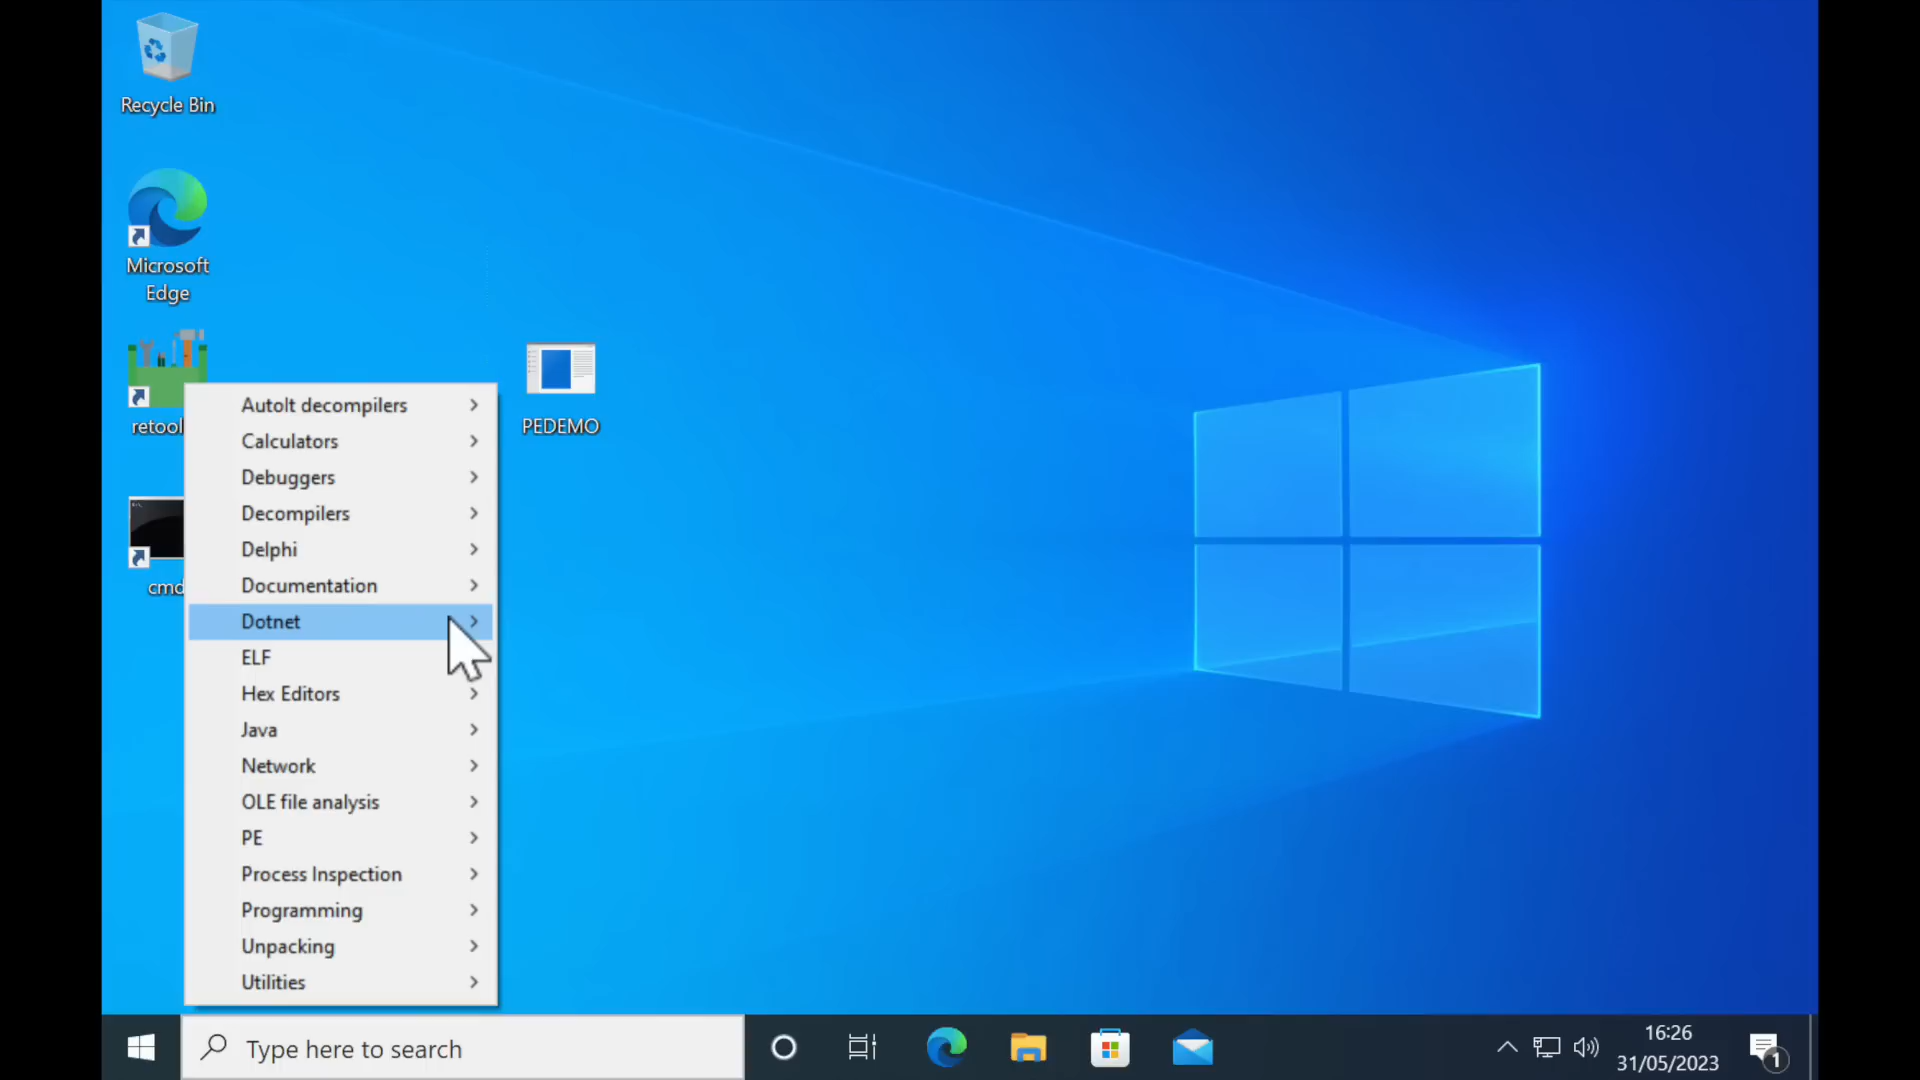 Recycle Bin
Microsoft
Edge
retool
cmd
PEDEMO
AutoIt decompilers
Calculators
Debuggers
Decompilers
Delphi
Documentation
Dotnet
ELF
Hex Editors
Java
Network
OLE file analysis
PE
Process Inspection
Programming
Unpacking
Utilities
Type here to search
16:26
31/05/2023
1